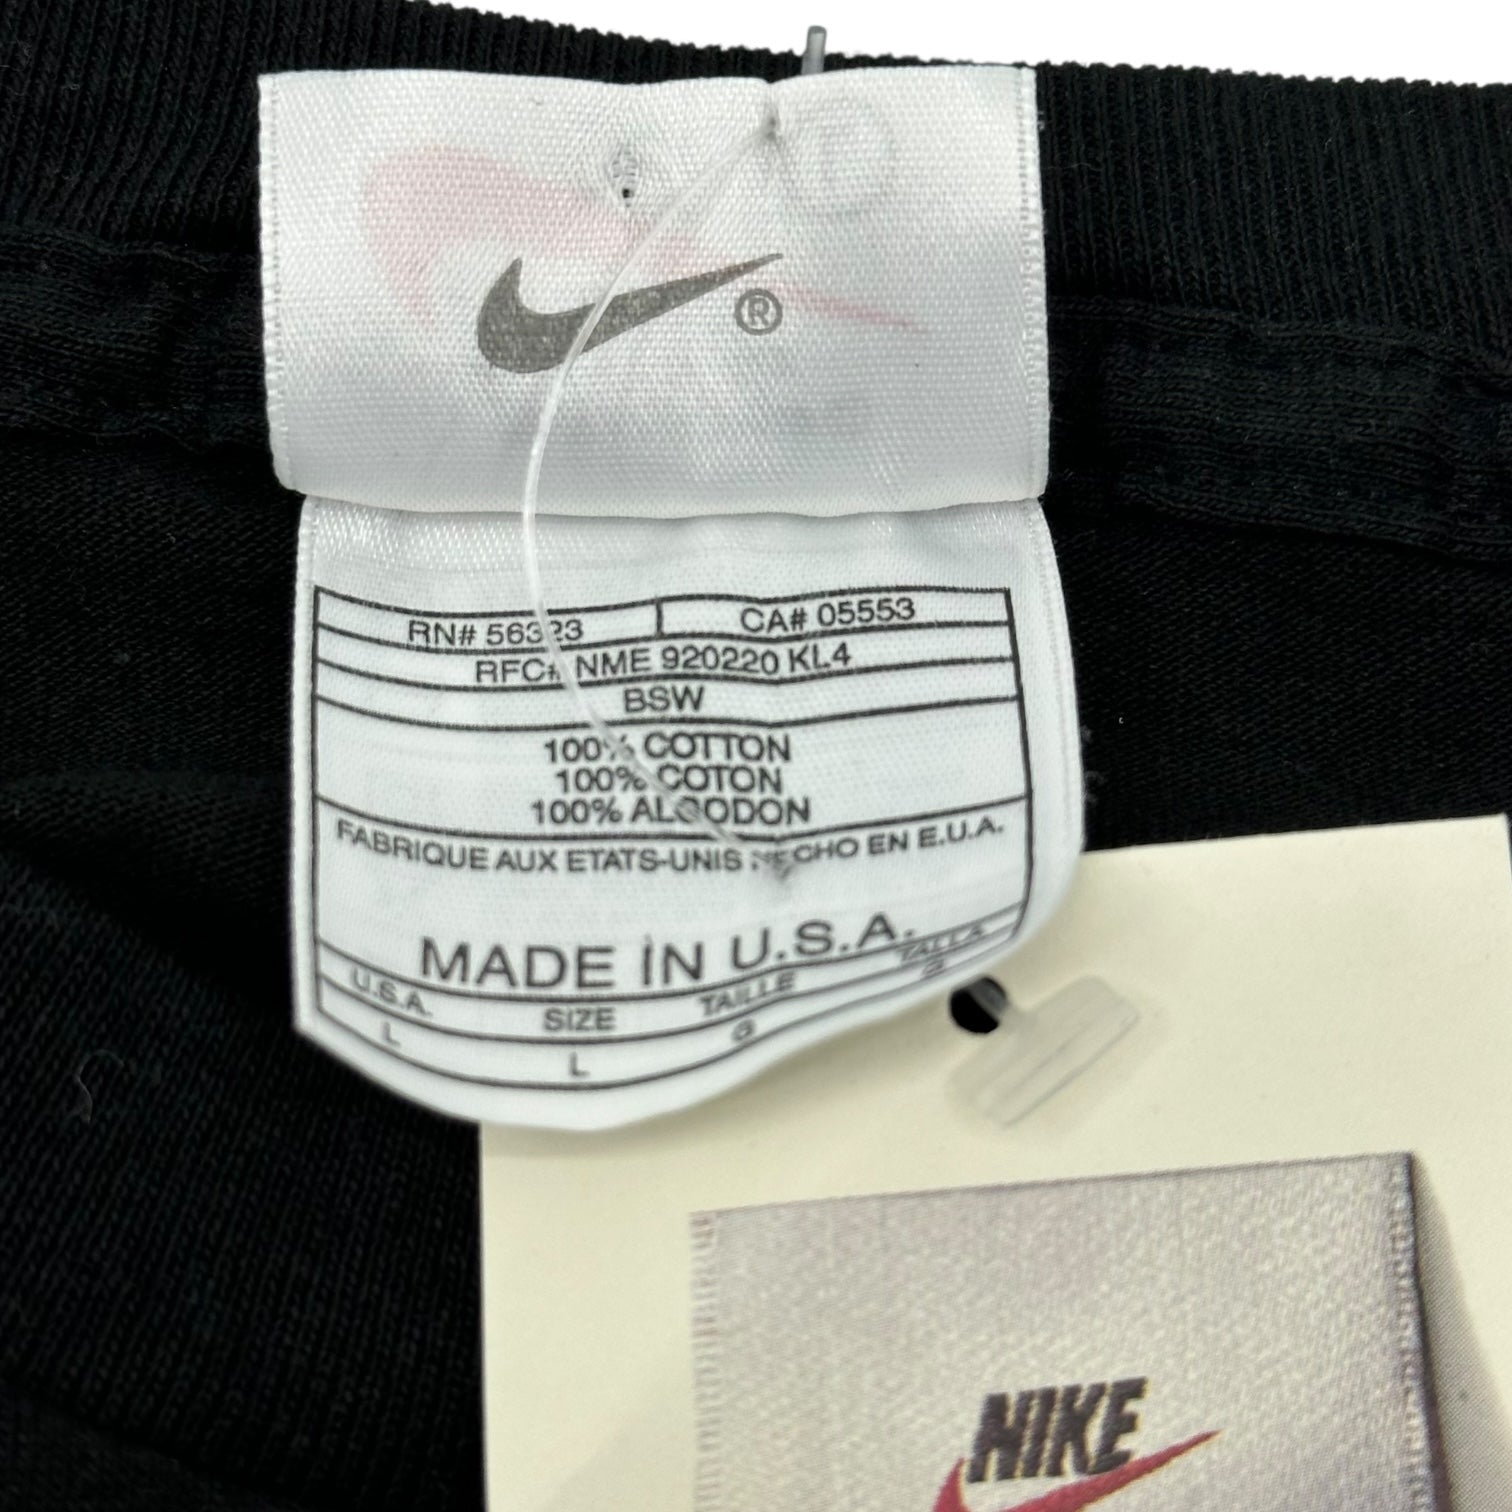 ®
RN# 56323 CA# 05553
RFC# NME 920220 KL4
BSW
100% COTTON
100% COTON
100% ALGODON
FABRIQUE AUX ETATS-UNIS HECHO EN E.U.A.
MADE IN U.S.A.
U.S.A. SIZE TAILLE TALLA
L L G G
NIKE